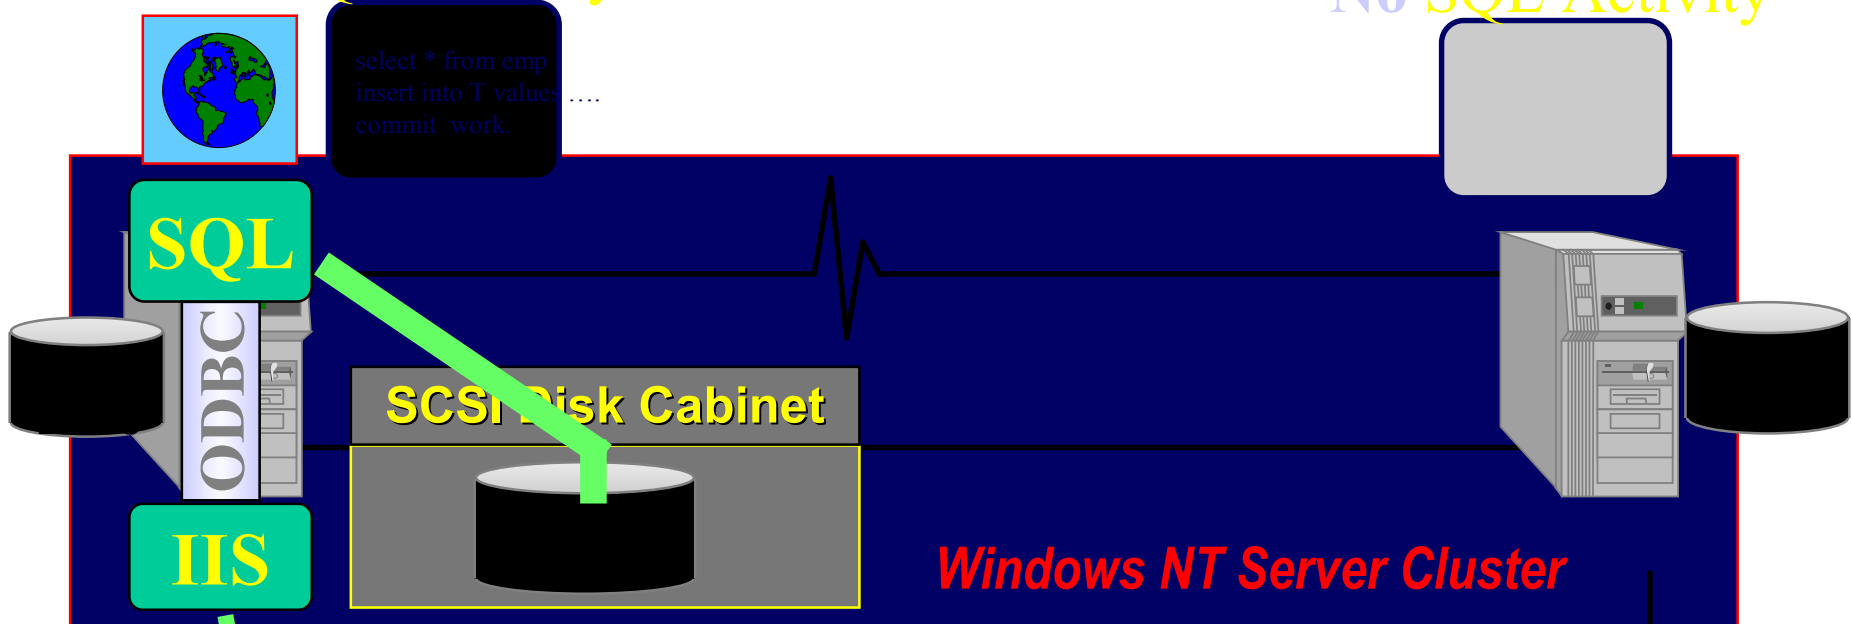 No SQL Activity
select * from emp
insert into T values ....
commit work.
SQL
ODBC
SCSI Disk Cabinet
IIS
Windows NT Server Cluster